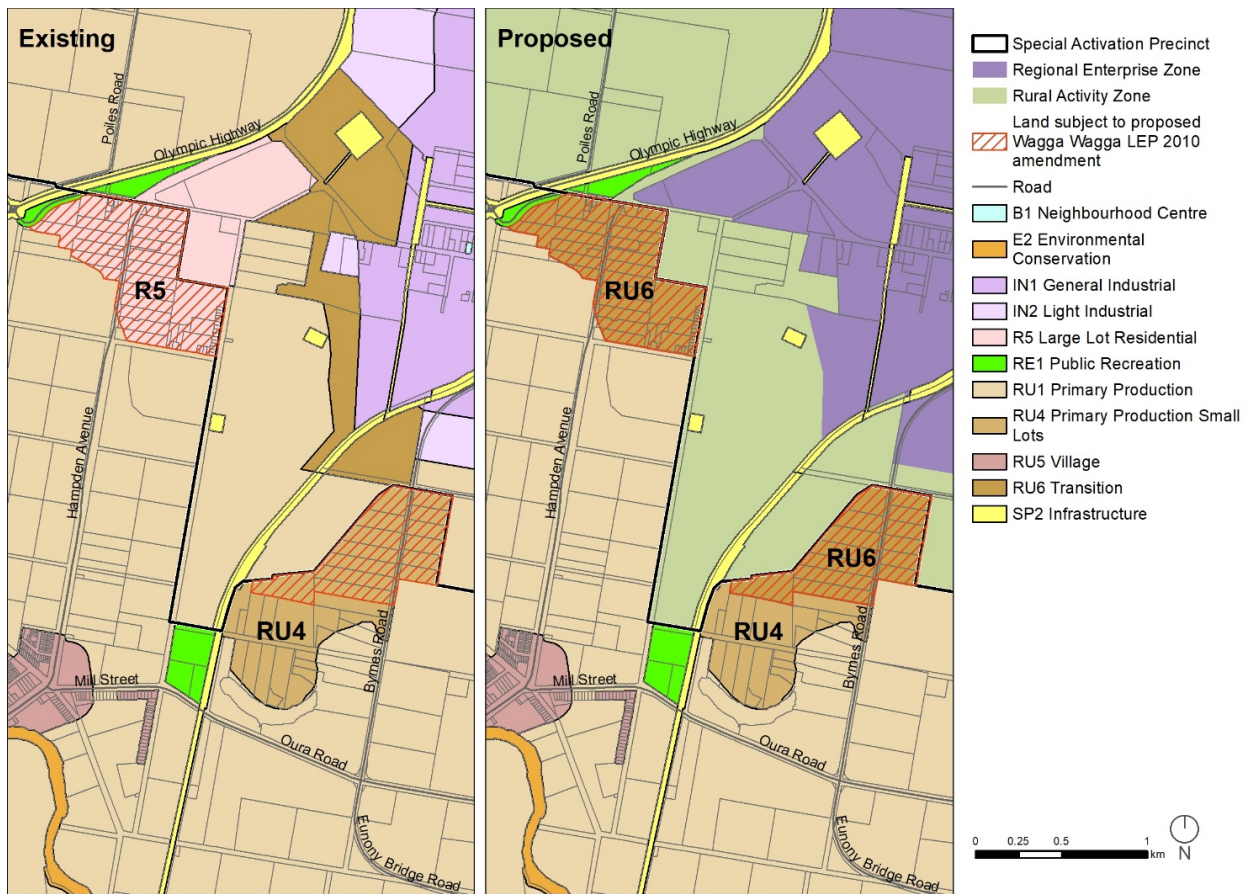 Existing
Poiles Road
Olympic Highway
R5
Hampden Avenue
RU4
Byrnes Road
Mill Street
Oura Road
Eunony Bridge Road
Proposed
Poiles Road
Olympic Highway
RU6
Hampden Avenue
RU6
RU4
Byrnes Road
Mill Street
Oura Road
Eunony Bridge Road
Special Activation Precinct
Regional Enterprise Zone
Rural Activity Zone
Land subject to proposed
Wagga Wagga LEP 2010
amendment
Road
B1 Neighbourhood Centre
E2 Environmental
Conservation
IN1 General Industrial
IN2 Light Industrial
R5 Large Lot Residential
RE1 Public Recreation
RU1 Primary Production
RU4 Primary Production Small
Lots
RU5 Village
RU6 Transition
SP2 Infrastructure
0 0.25 0.5 1
km
N